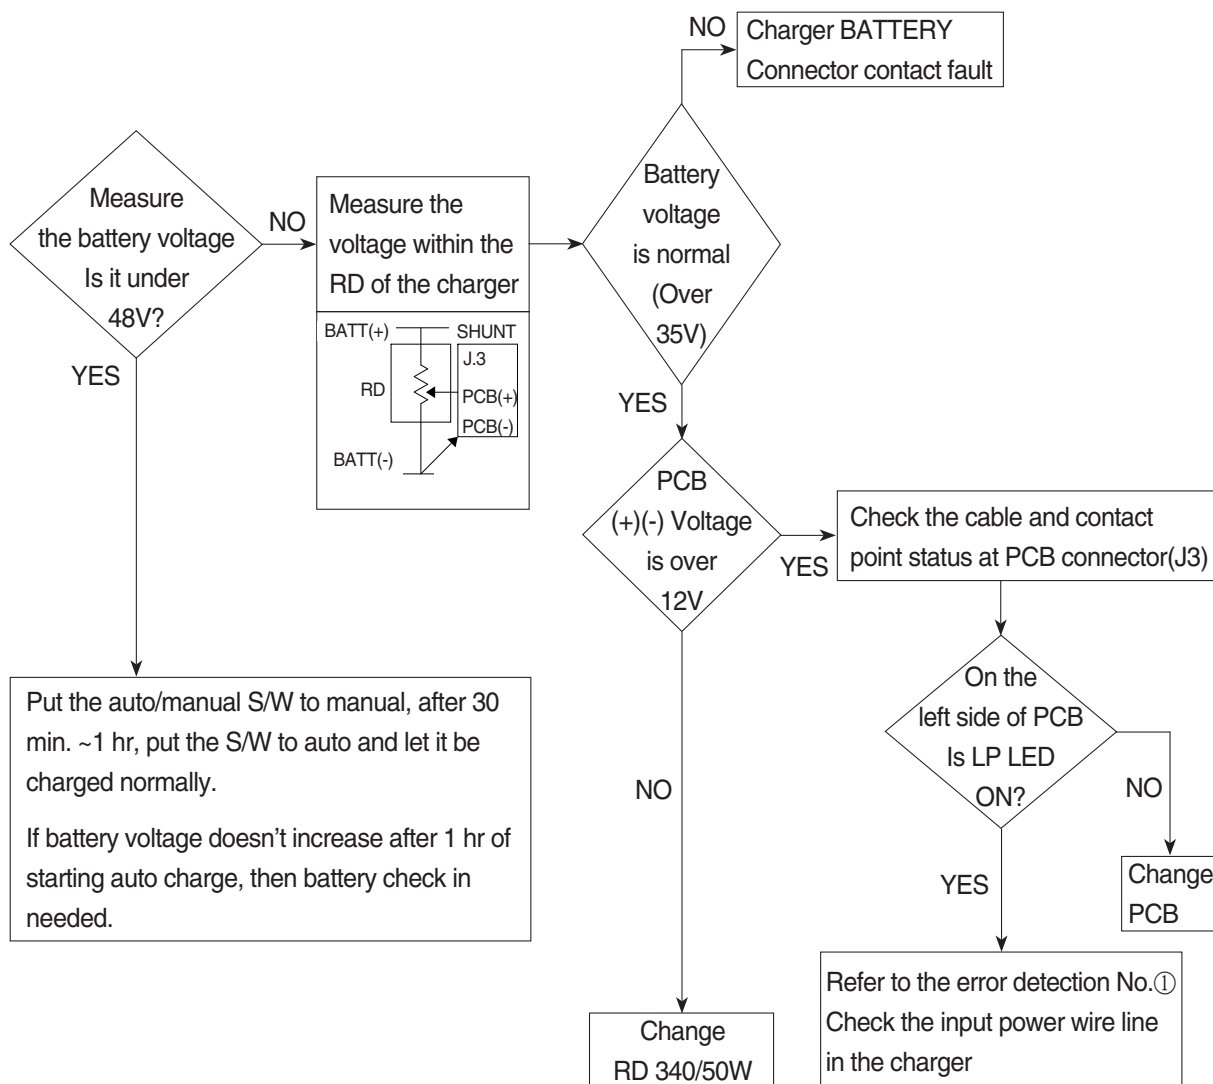 Measure
the battery voltage
Is it under
48V?
NO
YES
Measure the
voltage within the
RD of the charger
BATT(+)
SHUNT
J.3
RD
PCB(+)
PCB(-)
BATT(-)
NO
Charger BATTERY
Connector contact fault
Battery
voltage
is normal
(Over
35V)
YES
PCB
(+)(-) Voltage
is over
12V
YES
Check the cable and contact
point status at PCB connector(J3)
On the
left side of PCB
Is LP LED
ON?
NO
Change
PCB
YES
Refer to the error detection No.①
Check the input power wire line
in the charger
NO
Change
RD 340/50W
Put the auto/manual S/W to manual, after 30
min. ~1 hr, put the S/W to auto and let it be
charged normally.
If battery voltage doesn't increase after 1 hr of
starting auto charge, then battery check in
needed.